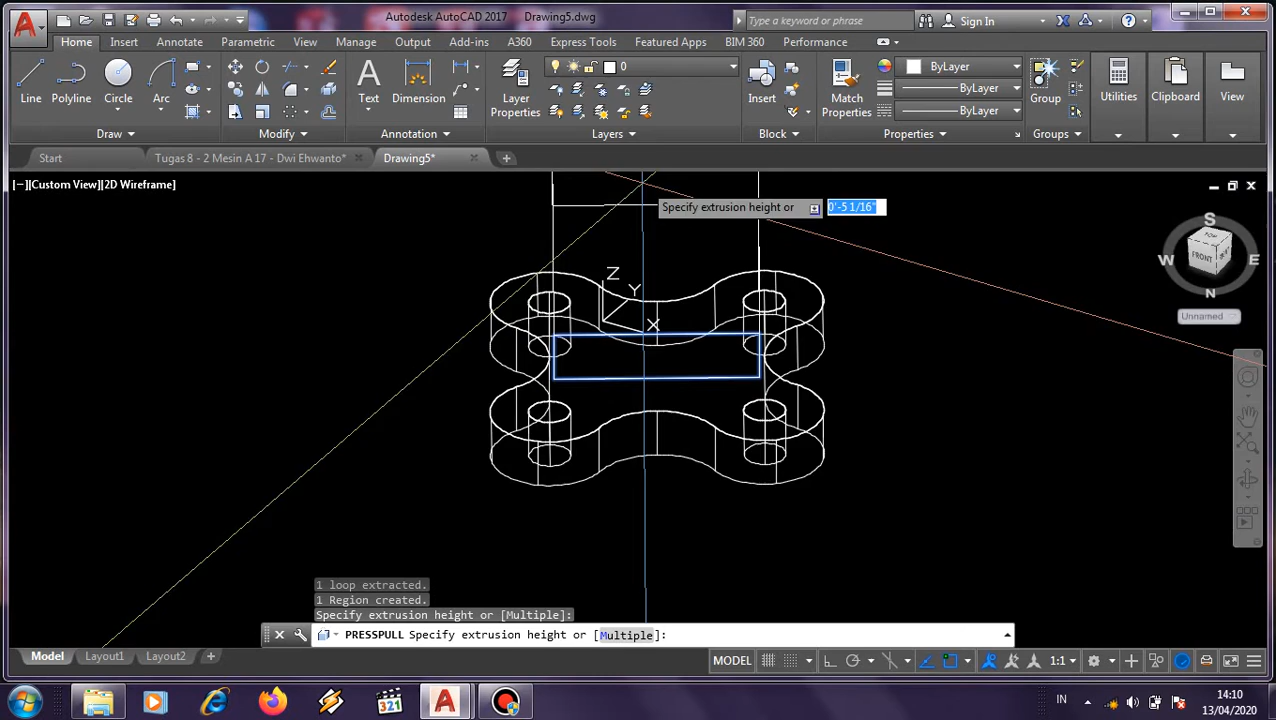 Autodesk AutoCAD 2017 Drawing5.dwg
Type a keyword or phrase
Sign In
Home Insert Annotate Parametric View Manage Output Add-ins A360 Express Tools Featured Apps BIM 360 Performance
Line Polyline Circle Arc
Text Dimension
Layer
Properties
0
Insert
Match
Properties
ByLayer
ByLayer
ByLayer
Group
Utilities Clipboard View
Draw Modify Annotation Layers Block Properties Groups
Start Tugas 8 - 2 Mesin A 17 - Dwi Ehwanto* Drawing5*
[−][Custom View][2D Wireframe]
Specify extrusion height or 0'-5 1/16"
S
TOP
W FRONT E
N
Unnamed
Z
Y
X
1 loop extracted.
1 Region created.
Specify extrusion height or [Multiple]:
PRESSPULL Specify extrusion height or [Multiple]:
Model Layout1 Layout2
MODEL 1:1
321
IN 14:10
13/04/2020